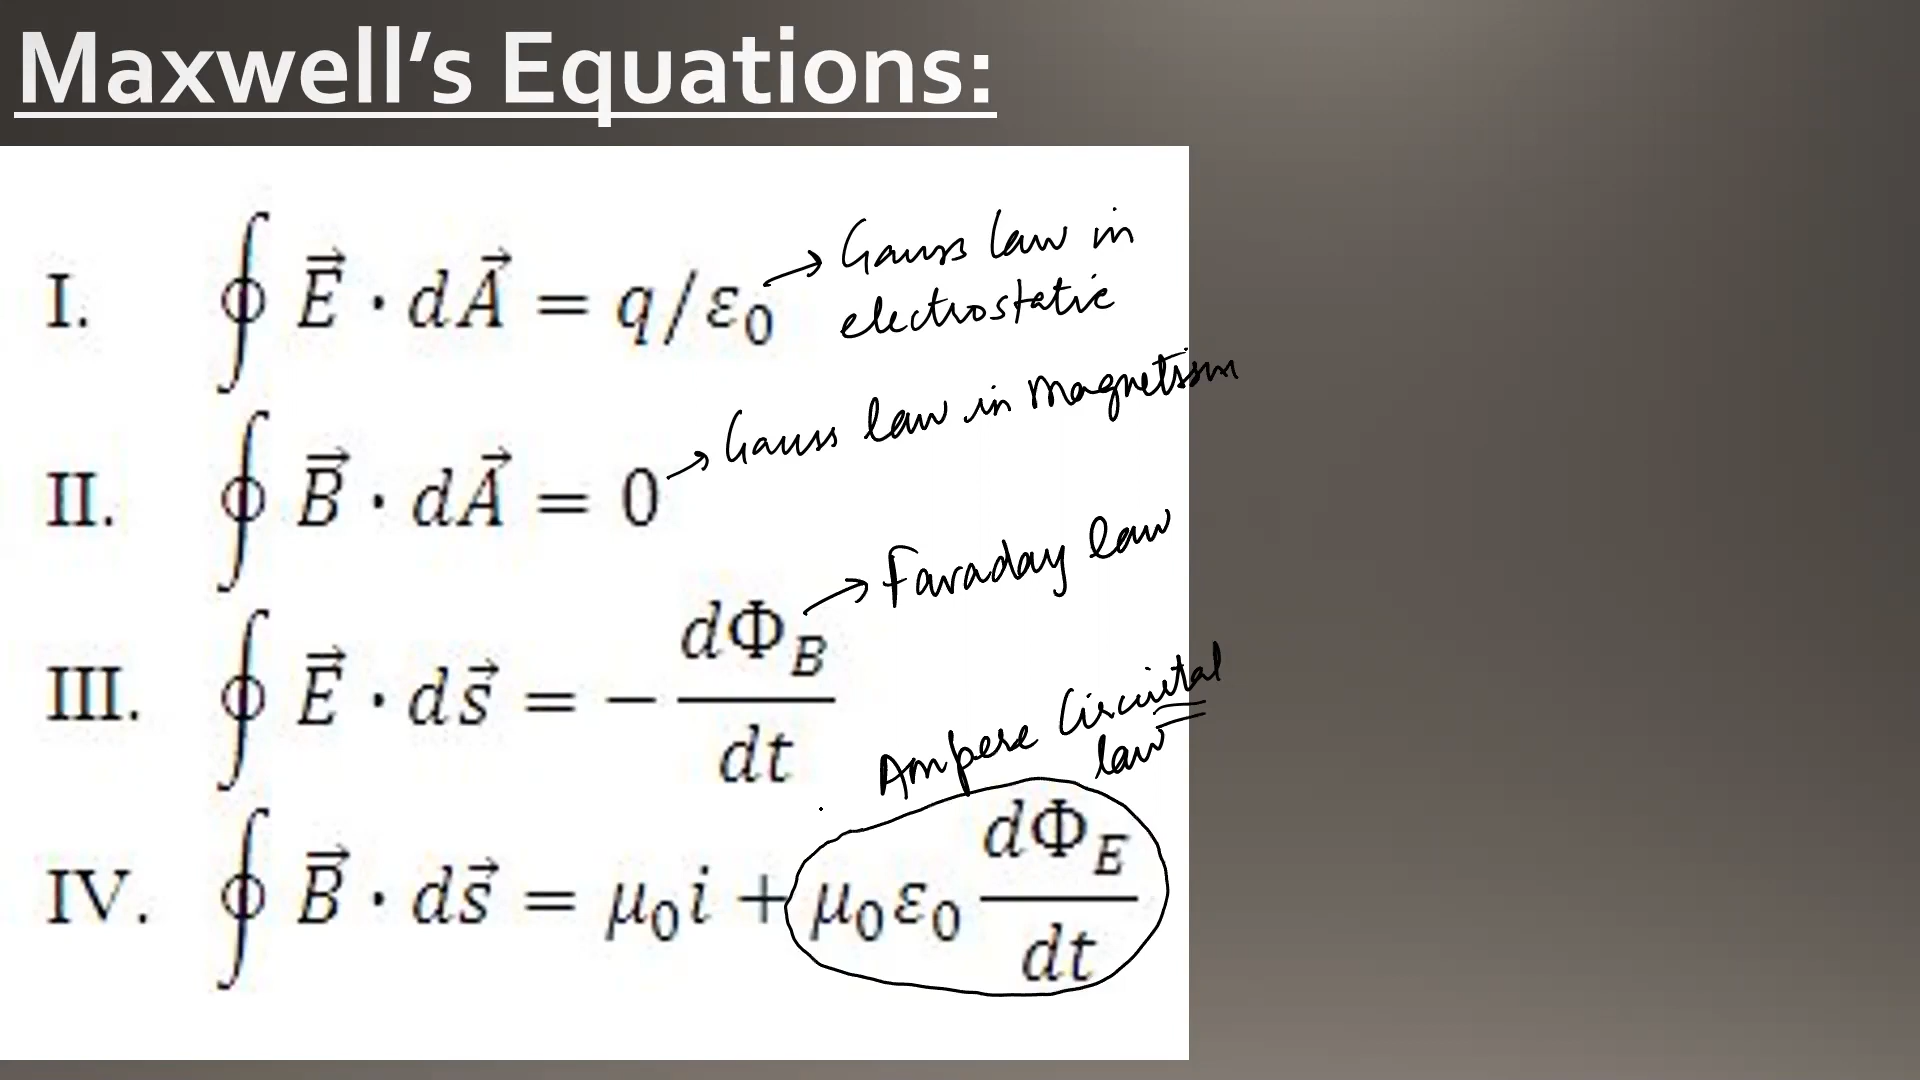 Maxwell's Equations:
I. ∮ E⃗ · dA⃗ = q/ε₀ → Gauss law in
electrostatic
II. ∮ B⃗ · dA⃗ = 0 → Gauss law in Magnetism
III. ∮ E⃗ · ds⃗ = − dΦ_B/dt → Faraday law
Ampere Circuital
law
IV. ∮ B⃗ · ds⃗ = μ₀i + μ₀ε₀ dΦ_E/dt